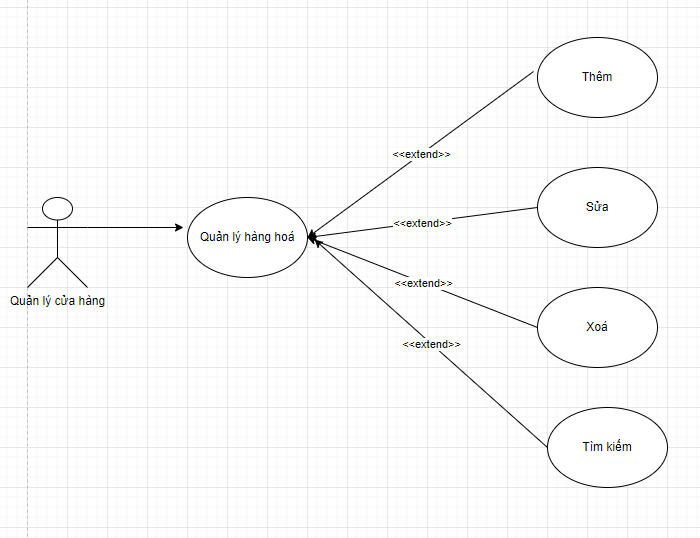 Thêm
<<extend>>
Sửa
<<extend>>
Quản lý hàng hoá
<<extend>>
Quản lý cửa hàng
Xoá
<<extend>>
Tìm kiếm